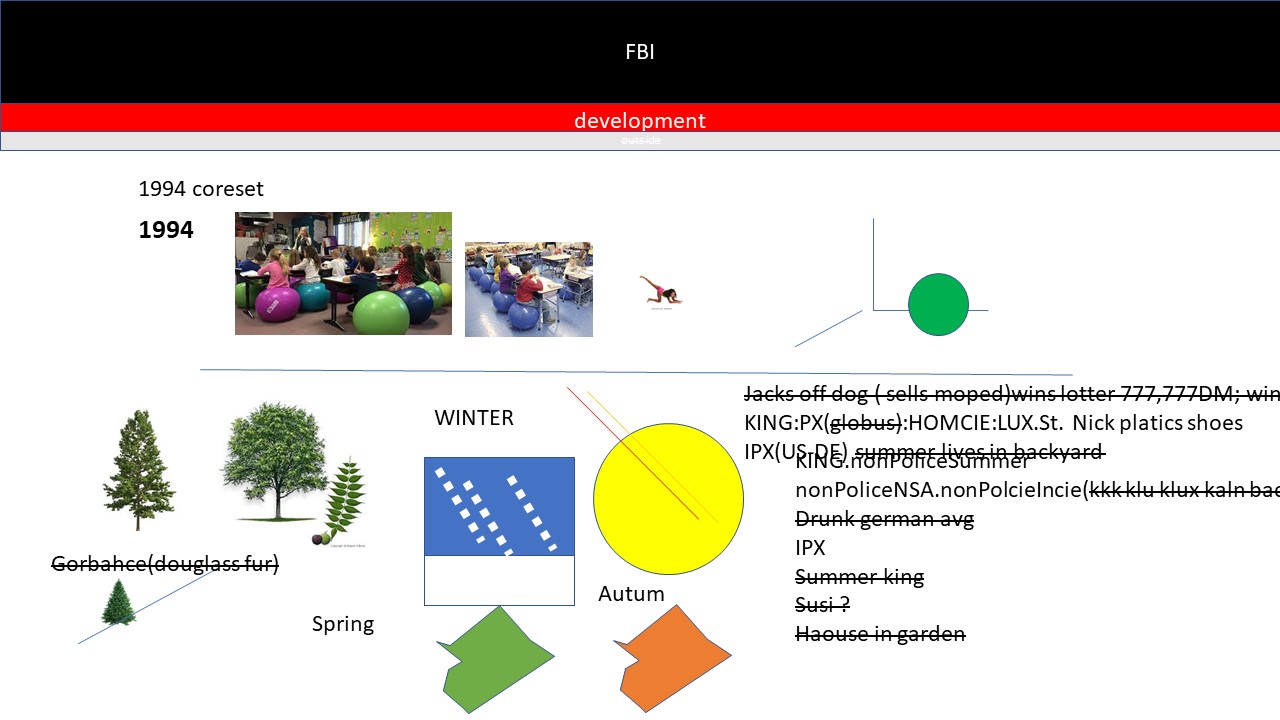 FBI
development
outside
1994 coreset
1994
HOWELL
WINTER
Jacks off dog ( sells moped)wins lotter 777,777DM; win
KING:PX(globus):HOMCIE:LUX.St. Nick platics shoes
IPX(US-DE) summer lives in backyard
KING.nonPoliceSummer
nonPoliceNSA.nonPolcieIncie(kkk klu klux kaln bac
Drunk german avg
IPX
Gorbahce(douglass fur)
Summer king
Autum
Susi ?
Spring
Haouse in garden